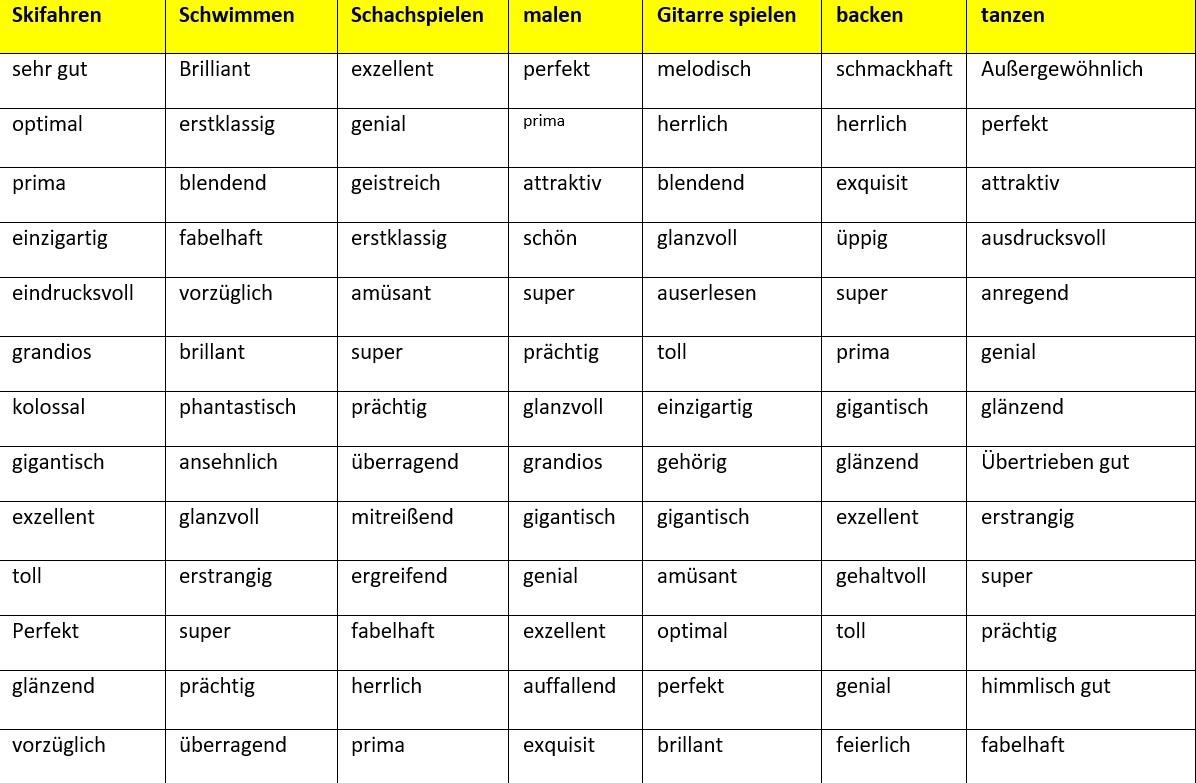 Skifahren Schwimmen Schachspielen malen Gitarre spielen backen tanzen
sehr gut Brilliant exzellent perfekt melodisch schmackhaft Außergewöhnlich
optimal erstklassig genial prima herrlich herrlich perfekt
prima blendend geistreich attraktiv blendend exquisit attraktiv
einzigartig fabelhaft erstklassig schön glanzvoll üppig ausdrucksvoll
eindrucksvoll vorzüglich amüsant super auserlesen super anregend
grandios brillant super prächtig toll prima genial
kolossal phantastisch prächtig glanzvoll einzigartig gigantisch glänzend
gigantisch ansehnlich überragend grandios gehörig glänzend Übertrieben gut
exzellent glanzvoll mitreißend gigantisch gigantisch exzellent erstrangig
toll erstrangig ergreifend genial amüsant gehaltvoll super
Perfekt super fabelhaft exzellent optimal toll prächtig
glänzend prächtig herrlich auffallend perfekt genial himmlisch gut
vorzüglich überragend prima exquisit brillant feierlich fabelhaft